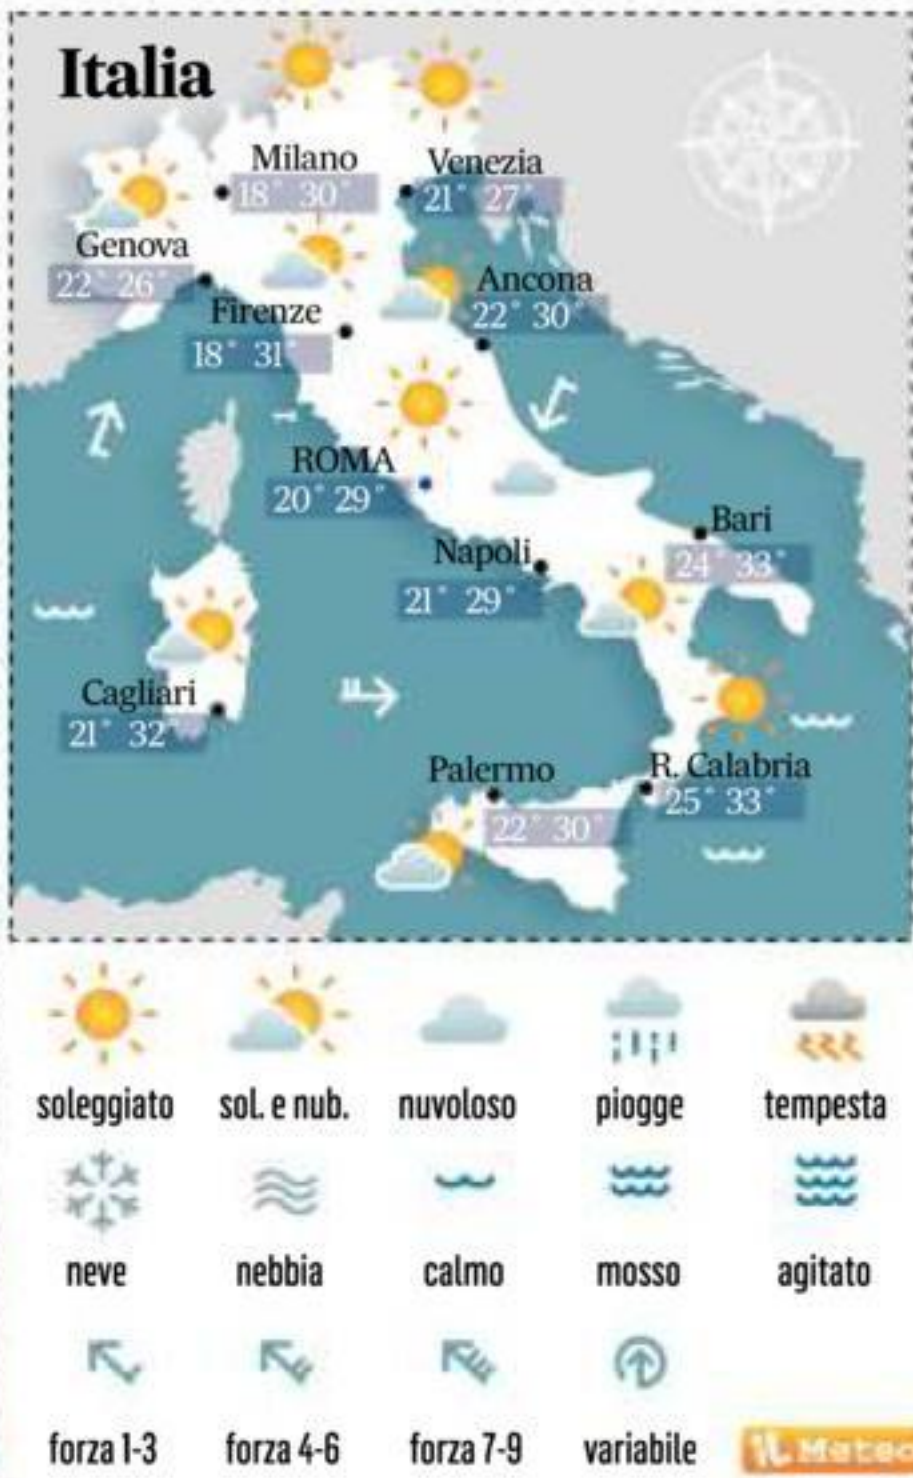 Italia
Milano
18° 30°
Venezia
21° 27°
Genova
22° 26°
Ancona
22° 30°
Firenze
18° 31°
ROMA
20° 29°
Bari
24° 33°
Napoli
21° 29°
Cagliari
21° 32°
Palermo
22° 30°
R. Calabria
25° 33°
soleggiato sol. e nub. nuvoloso piogge tempesta
neve nebbia calmo mosso agitato
forza 1-3 forza 4-6 forza 7-9 variabile
iL Meteo